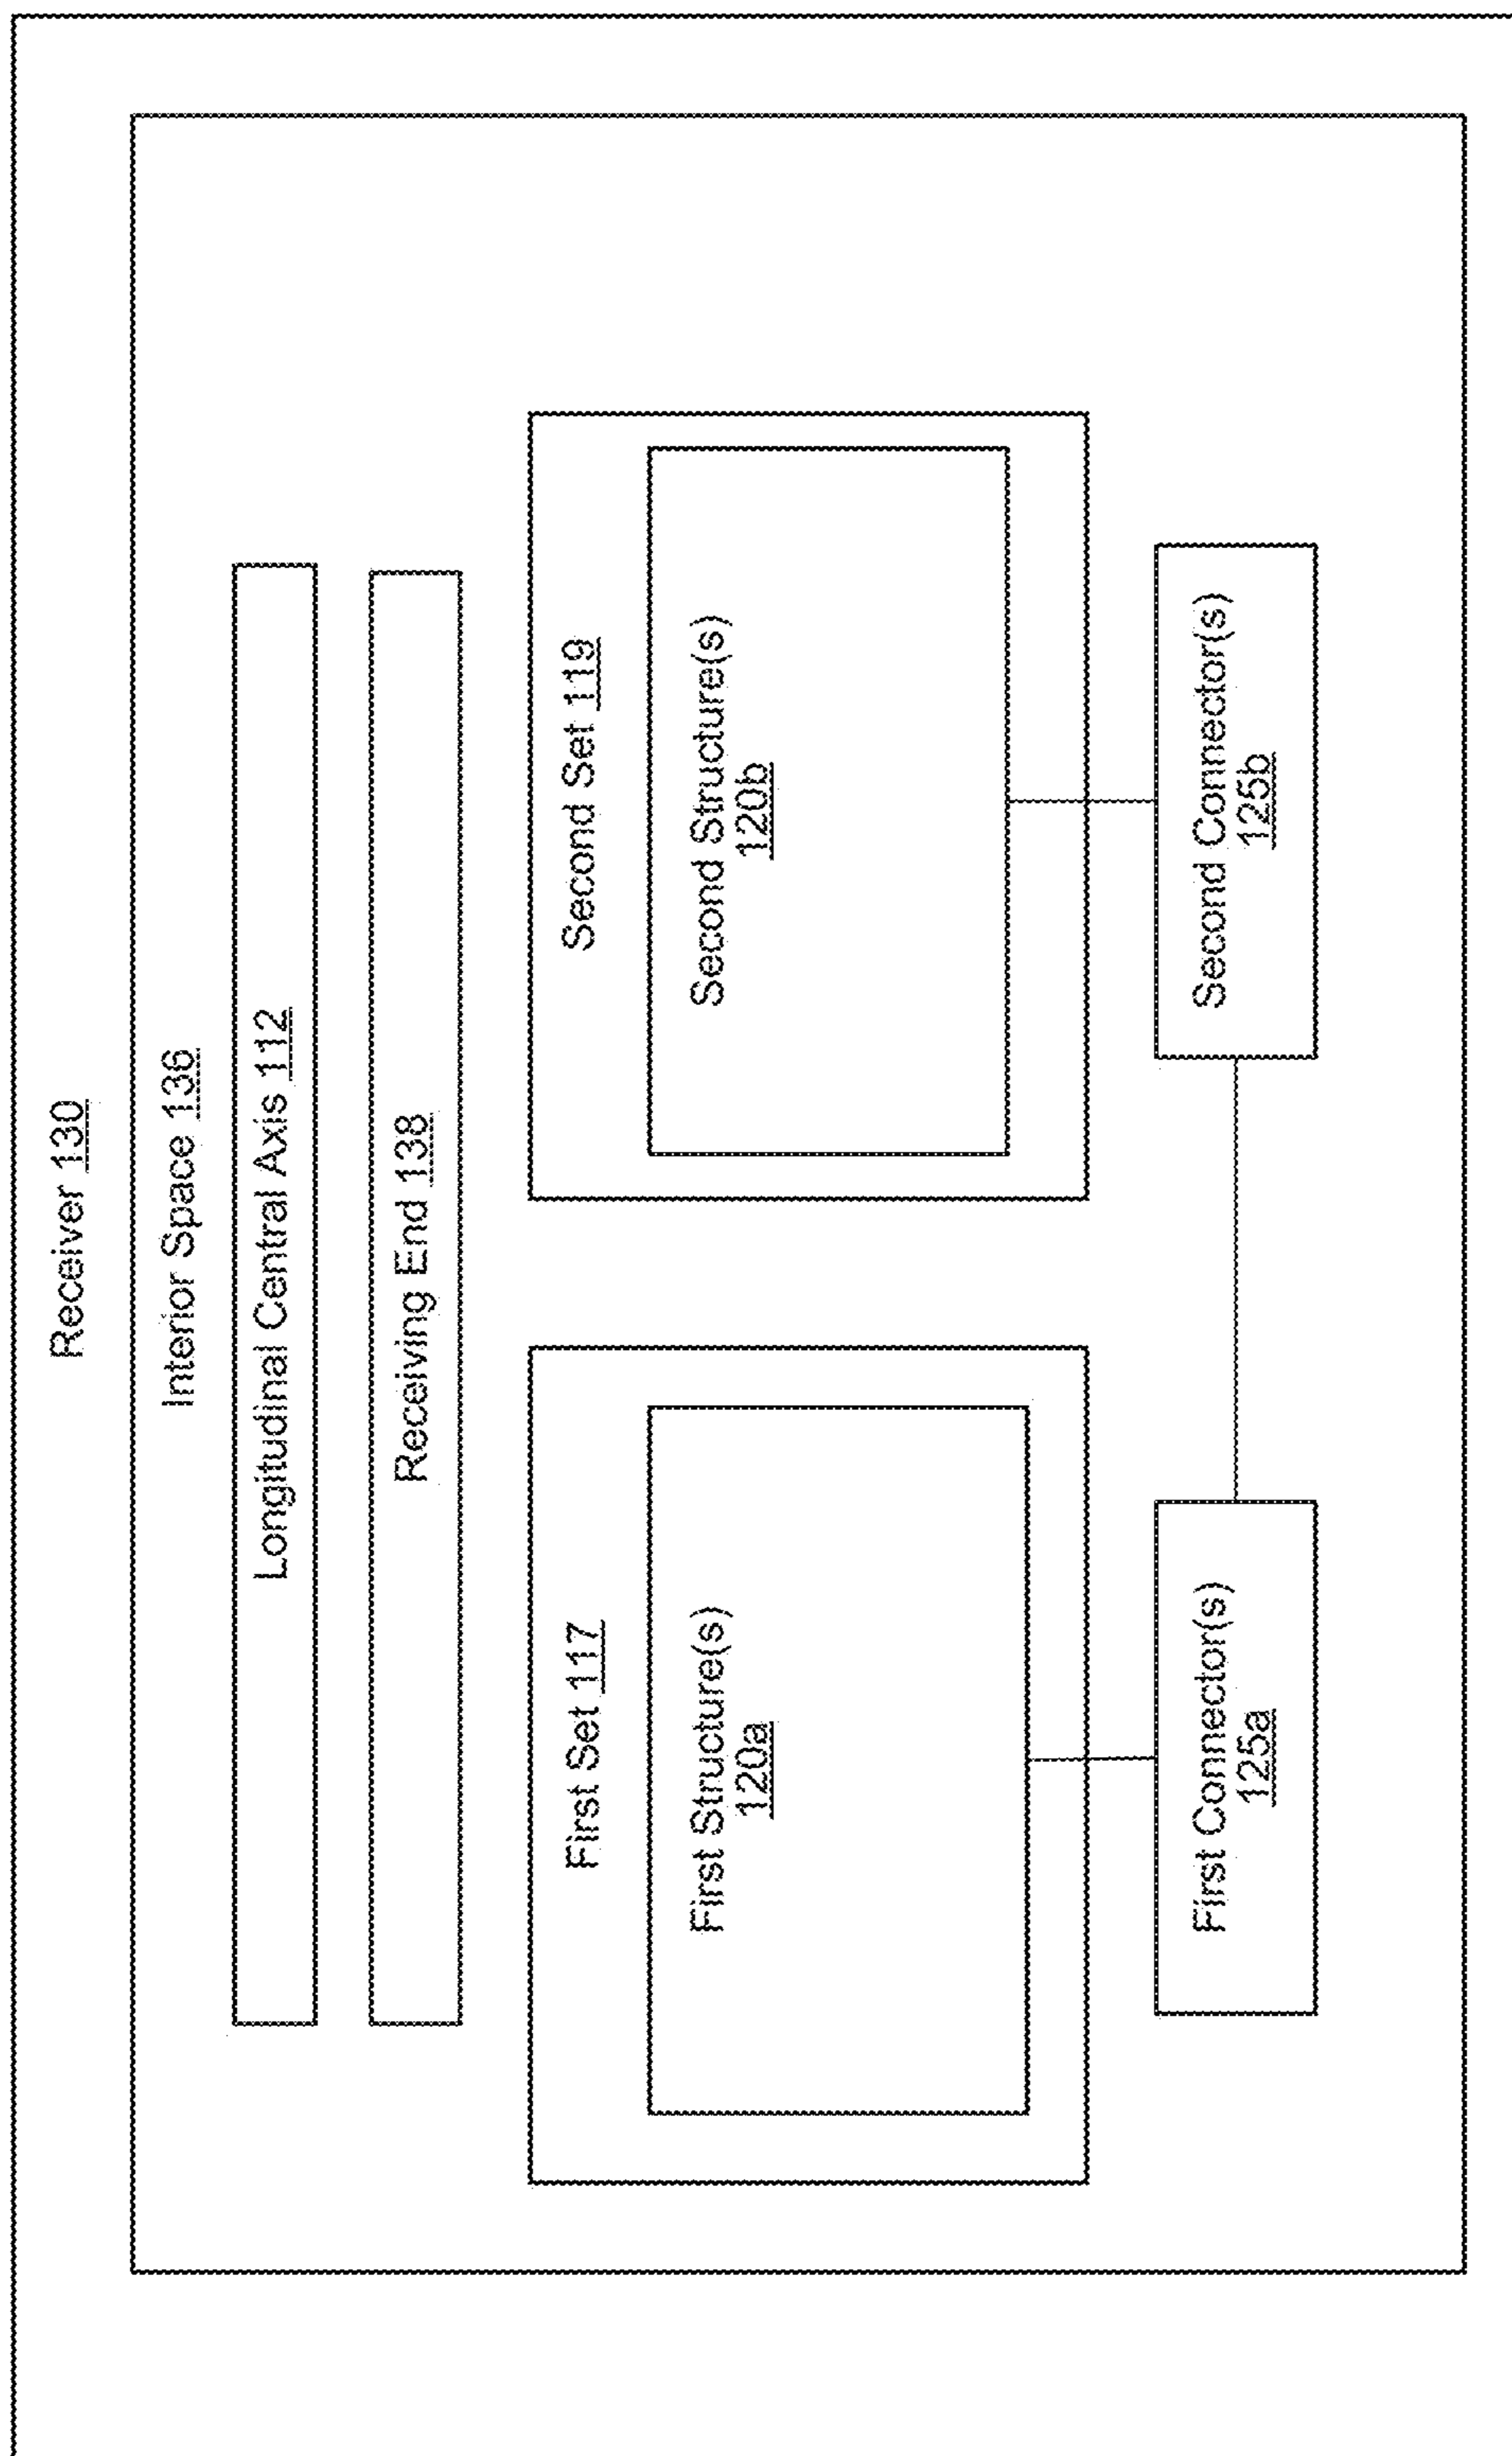 Receiver 130
Interior Space 136
Longitudinal Central Axis 112
Receiving End 138
First Set 117
First Structure(s)
120a
Second Set 119
Second Structure(s)
120b
First Connector(s)
125a
Second Connector(s)
125b